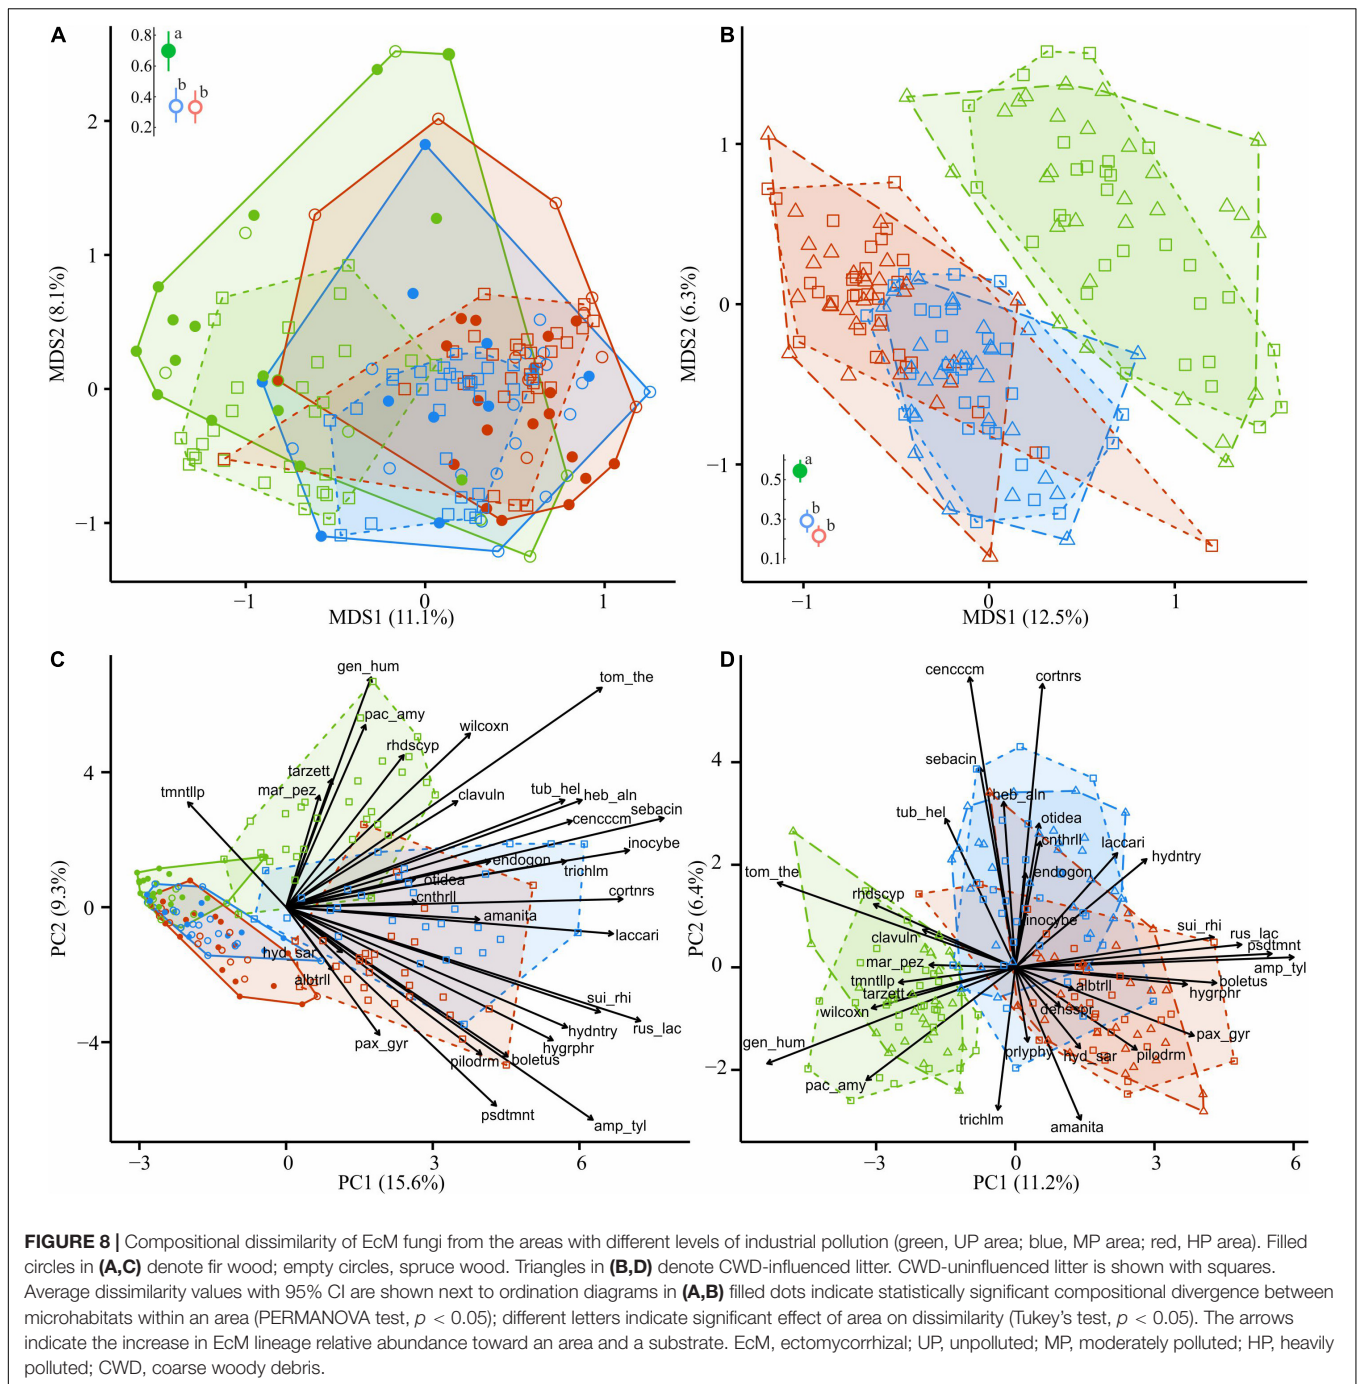 A
B
0.8
0.6
0.4
0.2
a
b
b
2
1
0
−1
MDS2 (8.1%)
−1
0
1
MDS1 (11.1%)
1
0
−1
MDS2 (6.3%)
0.5
0.3
0.1
a
b
b
−1
0
1
MDS1 (12.5%)
C
gen_hum
tom_the
pac_amy
wilcoxn
rhdscyp
tarzett
tmntllp
mar_pez
clavuln
tub_hel
heb_aln
sebacin
cencccm
inocybe
endogon
trichlm
otidea
cnthrll
cortnrs
amanita
laccari
hyd_sar
albtrll
sui_rhi
rus_lac
hydntry
hygrphr
pax_gyr
pilodrm
boletus
psdtmnt
amp_tyl
4
0
−4
PC2 (9.3%)
−3
0
3
6
PC1 (15.6%)
D
cencccm
cortnrs
sebacin
heb_aln
tub_hel
otidea
cnthrll
laccari
hydntry
tom_the
endogon
rhdscyp
inocybe
clavuln
sui_rhi
rus_lac
psdtmnt
mar_pez
amp_tyl
tmntllp
albtrll
boletus
hygrphr
tarzett
wilcoxn
densspr
pax_gyr
gen_hum
prlyphy
hyd_sar
pilodrm
pac_amy
trichlm
amanita
4
2
0
−2
PC2 (6.4%)
−3
0
3
6
PC1 (11.2%)
FIGURE 8 | Compositional dissimilarity of EcM fungi from the areas with different levels of industrial pollution (green, UP area; blue, MP area; red, HP area). Filled
circles in (A,C) denote fir wood; empty circles, spruce wood. Triangles in (B,D) denote CWD-influenced litter. CWD-uninfluenced litter is shown with squares.
Average dissimilarity values with 95% CI are shown next to ordination diagrams in (A,B) filled dots indicate statistically significant compositional divergence between
microhabitats within an area (PERMANOVA test, p < 0.05); different letters indicate significant effect of area on dissimilarity (Tukey's test, p < 0.05). The arrows
indicate the increase in EcM lineage relative abundance toward an area and a substrate. EcM, ectomycorrhizal; UP, unpolluted; MP, moderately polluted; HP, heavily
polluted; CWD, coarse woody debris.